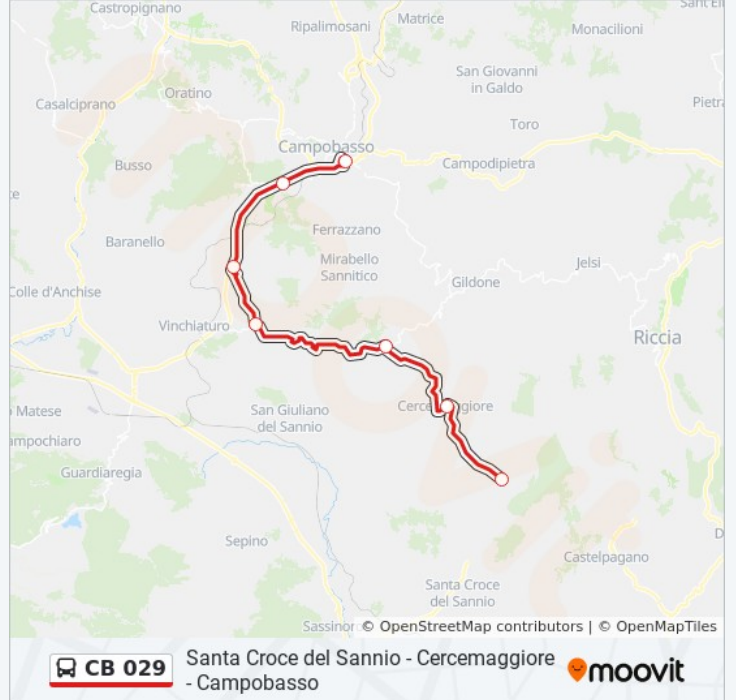 Castropignano
Ripalimosani
Matrice
Sant'El
Monacilioni
San Giovanni
in Galdo
Casalciprano
Oratino
Pietra
Toro
Campobasso
Busso
Campodipietra
te
Ferrazzano
Baranello
Mirabello
Sannitico
Jelsi
Gildone
Colle d'Anchise
Vinchiaturo
Riccia
Matese
San Giuliano
del Sannio
Cercemaggiore
ampochiaro
Guardiaregia
Sepino
Castelpagano
D
Santa Croce
del Sannio
Sassinoro
© OpenStreetMap contributors | © OpenMapTiles
CB 029
Santa Croce del Sannio - Cercemaggiore
- Campobasso
moovit